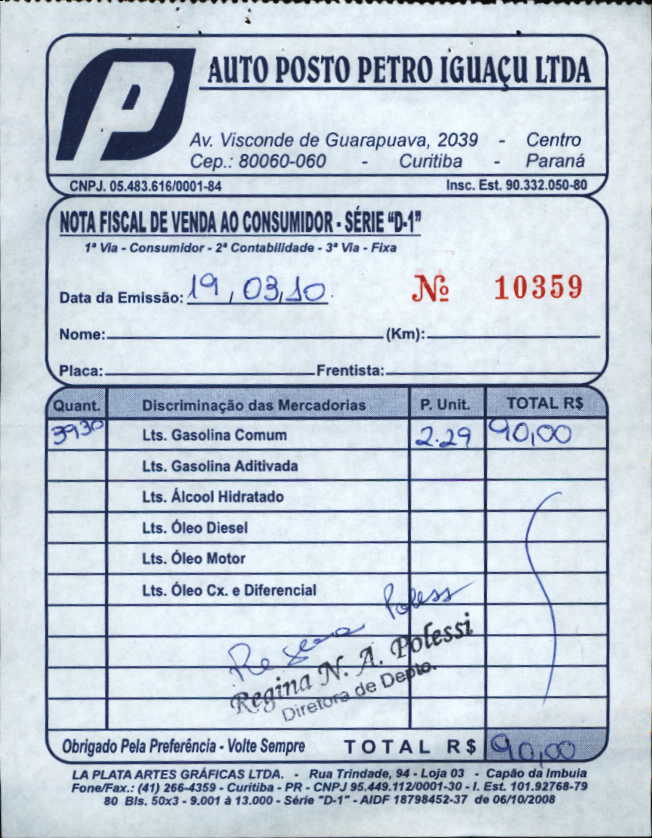 P
AUTO POSTO PETRO IGUAÇU LTDA
Av. Visconde de Guarapuava, 2039 - Centro
Cep.: 80060-060 - Curitiba - Paraná
CNPJ. 05.483.616/0001-84 Insc. Est. 90.332.050-80
NOTA FISCAL DE VENDA AO CONSUMIDOR - SÉRIE "D-1"
1ª Via - Consumidor - 2ª Contabilidade - 3ª Via - Fixa
Data da Emissão: 19,03,10 Nº 10359
Nome: (Km):
Placa: Frentista:
Quant. Discriminação das Mercadorias P. Unit. TOTAL R$
3930 Lts. Gasolina Comum 2.29 90,00
Lts. Gasolina Aditivada
Lts. Álcool Hidratado
Lts. Óleo Diesel
Lts. Óleo Motor
Lts. Óleo Cx. e Diferencial
Regina Poless
Regina N. A. Polessi
Diretora de Depto.
Obrigado Pela Preferência - Volte Sempre TOTAL R$ 90,00
LA PLATA ARTES GRÁFICAS LTDA. - Rua Trindade, 94 - Loja 03 - Capão da Imbuia
Fone/Fax.: (41) 266-4359 - Curitiba - PR - CNPJ 95.449.112/0001-30 - I. Est. 101.92768-79
80 Bls. 50x3 - 9.001 à 13.000 - Série "D-1" - AIDF 18798452-37 de 06/10/2008